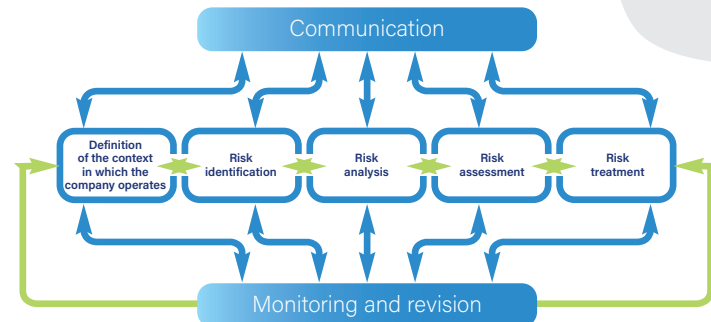 Communication
Definition
of the context
in which the
company operates
Risk
identification
Risk
analysis
Risk
assessment
Risk
treatment
Monitoring and revision